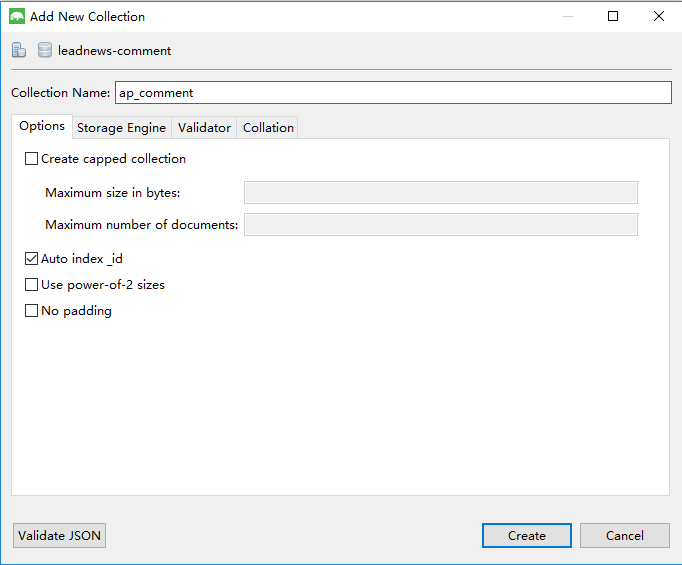 Add New Collection
leadnews-comment
Collection Name: ap_comment
Options Storage Engine Validator Collation
Create capped collection
Maximum size in bytes:
Maximum number of documents:
Auto index _id
Use power-of-2 sizes
No padding
Validate JSON Create Cancel